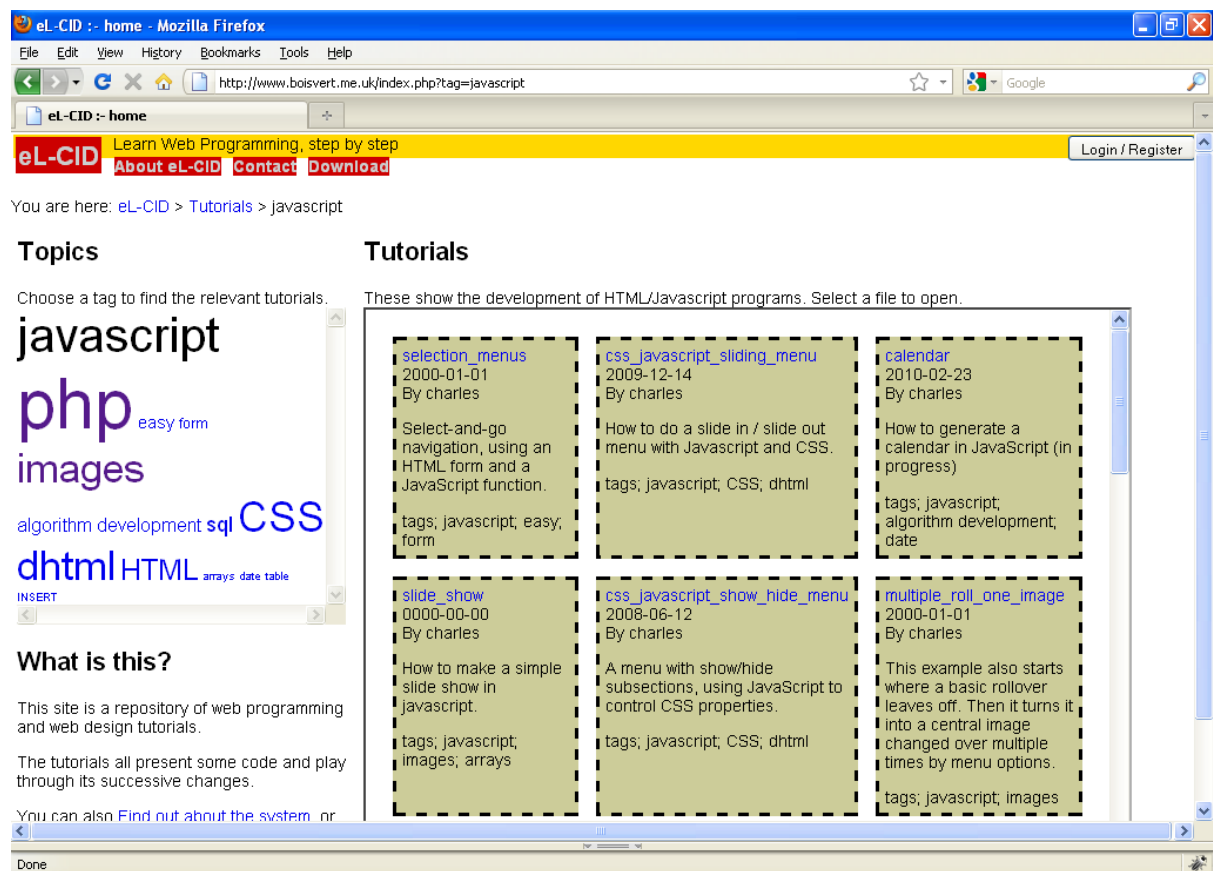 eL-CID :- home - Mozilla Firefox
File Edit View History Bookmarks Tools Help
http://www.boisvert.me.uk/index.php?tag=javascript
Google
eL-CID :- home
eL-CID
Learn Web Programming, step by step
About eL-CID Contact Download
Login / Register
You are here: eL-CID > Tutorials > javascript
Topics
Choose a tag to find the relevant tutorials.
javascript
php easy form
images
algorithm development sql CSS
dhtml HTML arrays date table
INSERT
What is this?
This site is a repository of web programming
and web design tutorials.
The tutorials all present some code and play
through its successive changes.
You can also Find out about the system, or
Tutorials
These show the development of HTML/Javascript programs. Select a file to open.
selection_menus
2000-01-01
By charles
Select-and-go
navigation, using an
HTML form and a
JavaScript function.
tags; javascript; easy;
form
css_javascript_sliding_menu
2009-12-14
By charles
How to do a slide in / slide out
menu with Javascript and CSS.
tags; javascript; CSS; dhtml
calendar
2010-02-23
By charles
How to generate a
calendar in JavaScript (in
progress)
tags; javascript;
algorithm development;
date
slide_show
0000-00-00
By charles
How to make a simple
slide show in
javascript.
tags; javascript;
images; arrays
css_javascript_show_hide_menu
2008-06-12
By charles
A menu with show/hide
subsections, using JavaScript to
control CSS properties.
tags; javascript; CSS; dhtml
multiple_roll_one_image
2000-01-01
By charles
This example also starts
where a basic rollover
leaves off. Then it turns it
into a central image
changed over multiple
times by menu options.
tags; javascript; images
Done